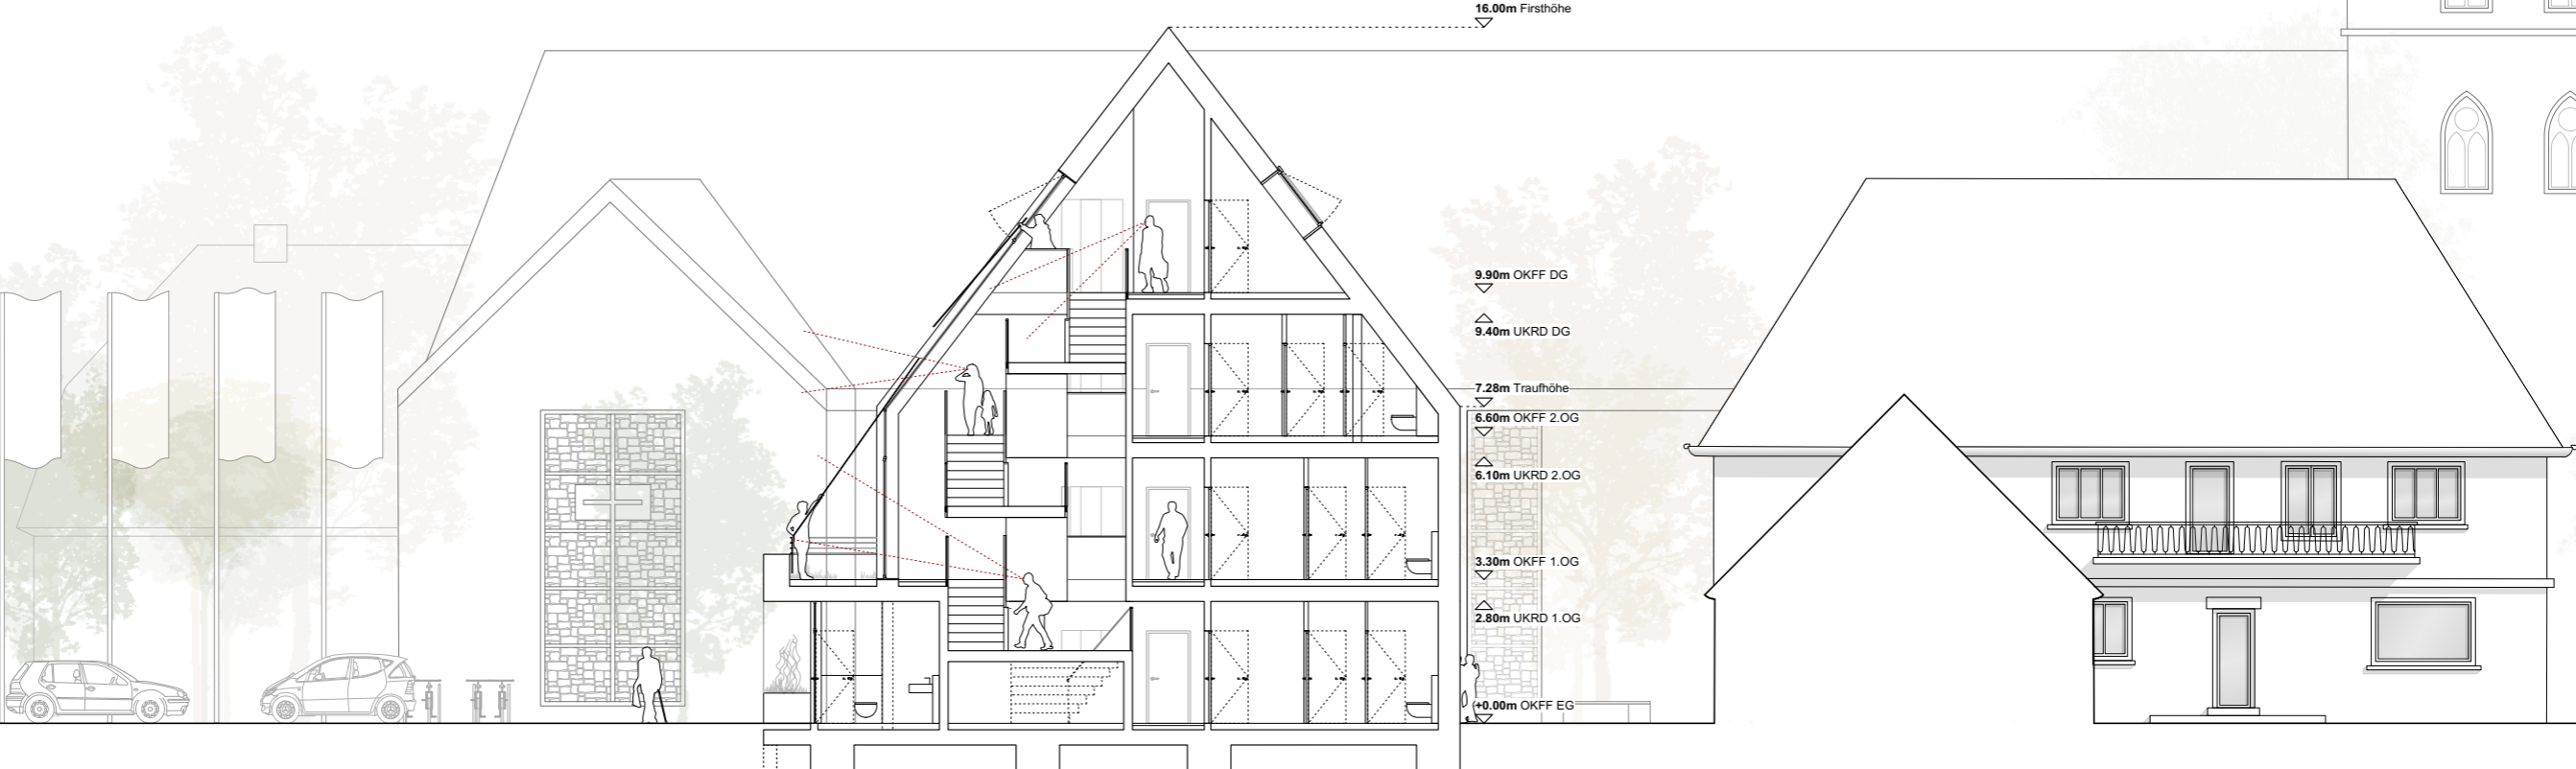 16.00m Firsthöhe
9.90m OKFF DG
9.40m UKRD DG
7.28m Traufhöhe
6.60m OKFF 2.OG
6.10m UKRD 2.OG
3.30m OKFF 1.OG
2.80m UKRD 1.OG
+0.00m OKFF EG